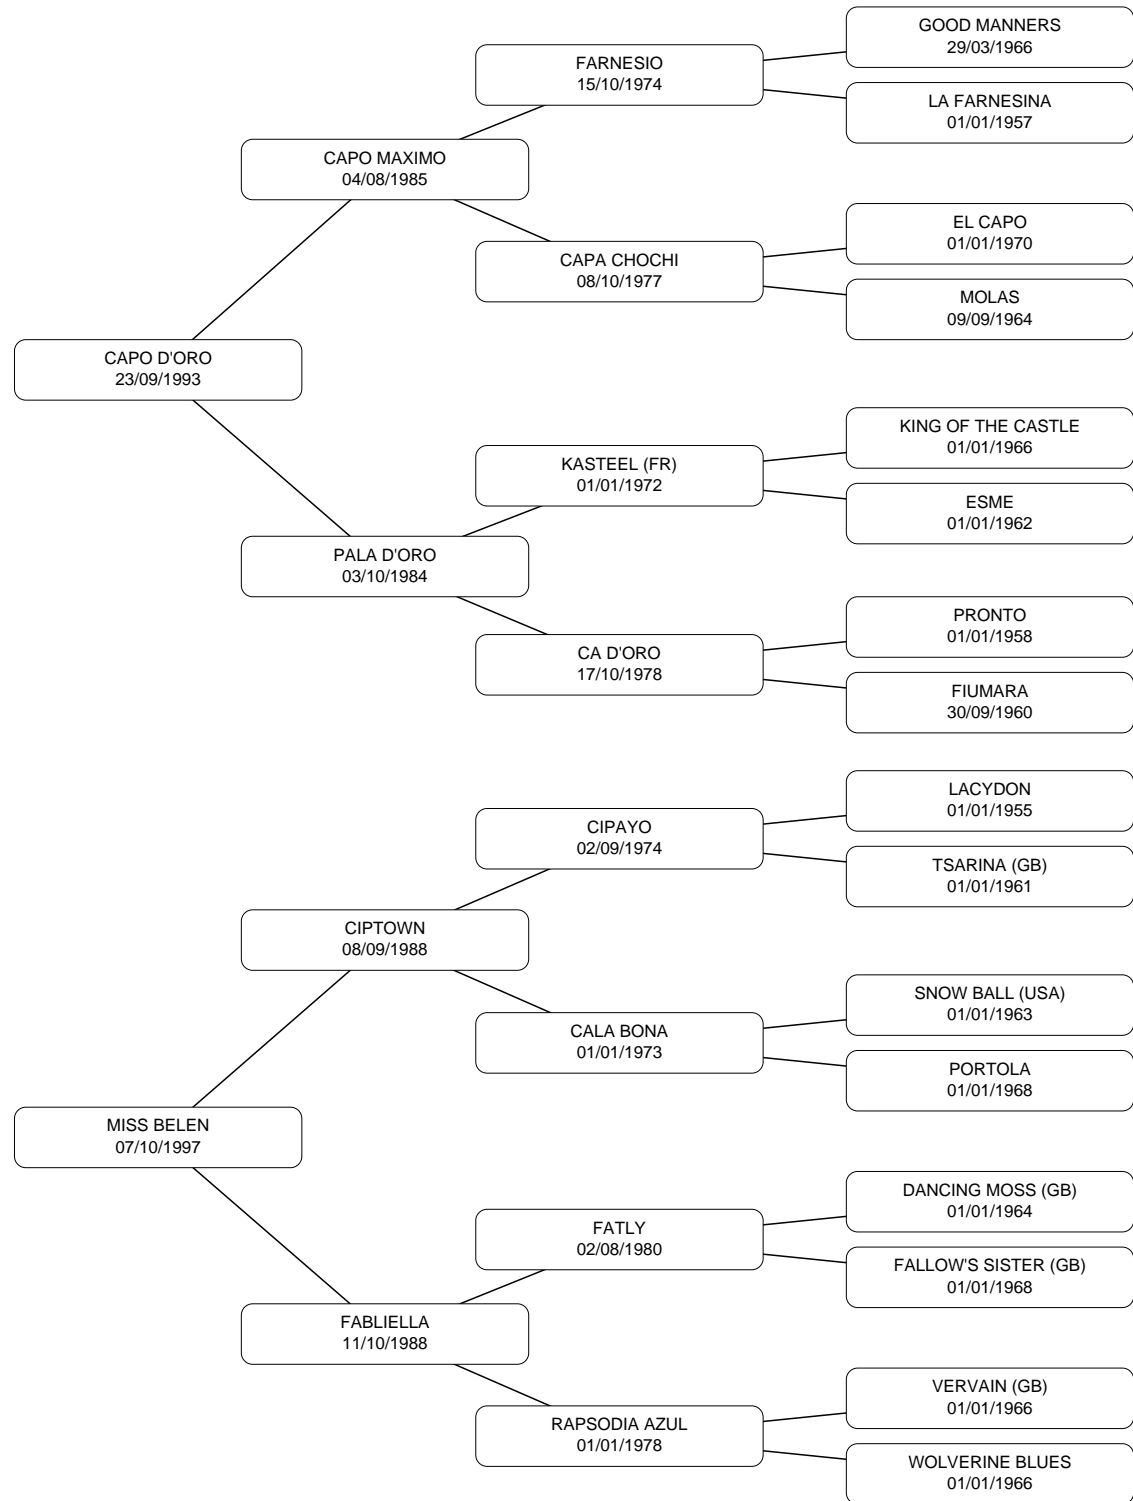 GOOD MANNERS
29/03/1966
FARNESIO
15/10/1974
LA FARNESINA
01/01/1957
CAPO MAXIMO
04/08/1985
EL CAPO
01/01/1970
CAPA CHOCHI
08/10/1977
MOLAS
09/09/1964
CAPO D'ORO
23/09/1993
KING OF THE CASTLE
01/01/1966
KASTEEL (FR)
01/01/1972
ESME
01/01/1962
PALA D'ORO
03/10/1984
PRONTO
01/01/1958
CA D'ORO
17/10/1978
FIUMARA
30/09/1960
LACYDON
01/01/1955
CIPAYO
02/09/1974
TSARINA (GB)
01/01/1961
CIPTOWN
08/09/1988
SNOW BALL (USA)
01/01/1963
CALA BONA
01/01/1973
PORTOLA
01/01/1968
MISS BELEN
07/10/1997
DANCING MOSS (GB)
01/01/1964
FATLY
02/08/1980
FALLOW'S SISTER (GB)
01/01/1968
FABLIELLA
11/10/1988
VERVAIN (GB)
01/01/1966
RAPSODIA AZUL
01/01/1978
WOLVERINE BLUES
01/01/1966